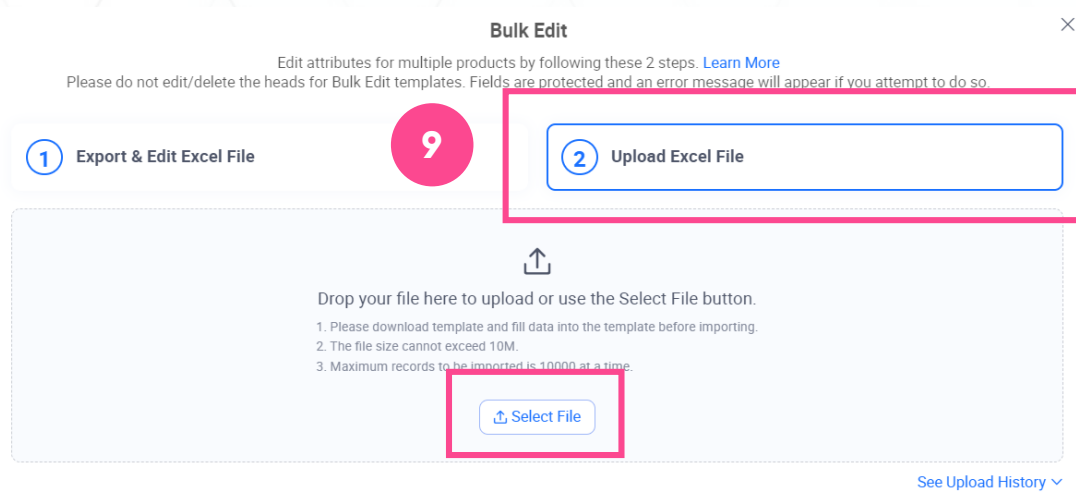 Bulk Edit
Edit attributes for multiple products by following these 2 steps. Learn More
Please do not edit/delete the heads for Bulk Edit templates. Fields are protected and an error message will appear if you attempt to do so.
1 Export & Edit Excel File
9
2 Upload Excel File
Drop your file here to upload or use the Select File button.
1. Please download template and fill data into the template before importing.
2. The file size cannot exceed 10M.
3. Maximum records to be imported is 10000 at a time.
Select File
See Upload History